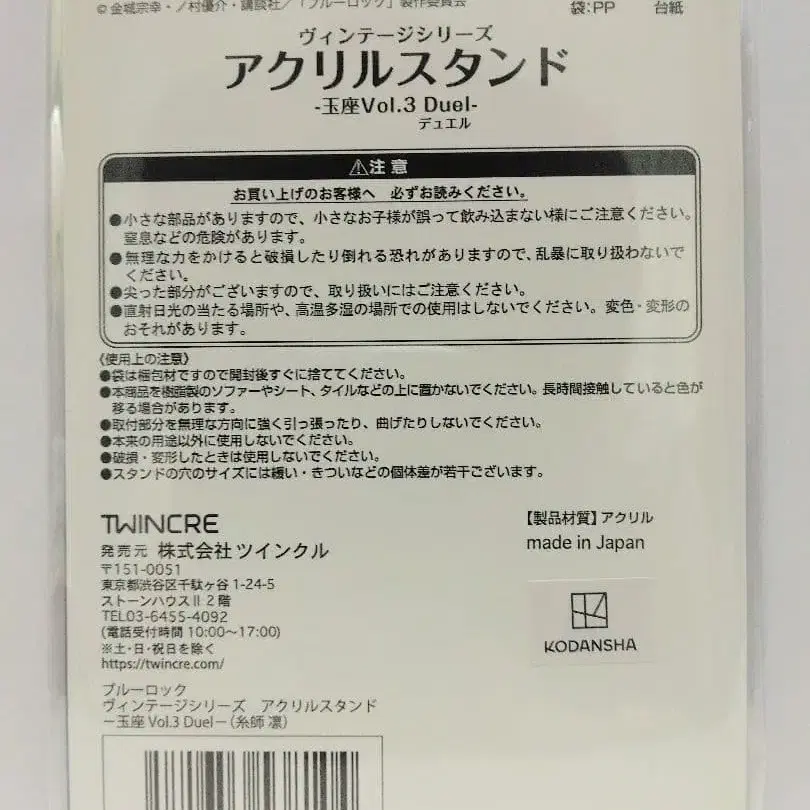 © 金城宗幸・ノ村優介・講談社／「ブルーロック」製作委員会
袋:PP 台紙
ヴィンテージシリーズ
アクリルスタンド
-玉座Vol.3 Duel-
デュエル
⚠注意
お買い上げのお客様へ 必ずお読みください。
●小さな部品がありますので、小さなお子様が誤って飲み込まない様にご注意ください。
窒息などの危険があります。
●無理な力をかけると破損したり倒れる恐れがありますので、乱暴に取り扱わないで
ください。
●尖った部分がございますので、取り扱いにはご注意ください。
●直射日光の当たる場所や、高温多湿の場所での使用はしないでください。変色・変形の
おそれがあります。
《使用上の注意》
●袋は梱包材ですので開封後すぐに捨ててください。
●本商品を樹脂製のソファーやシート、タイルなどの上に置かないでください。長時間接触していると色が
移る場合があります。
●取付部分を無理な方向に強く引っ張ったり、曲げたりしないでください。
●本来の用途以外に使用しないでください。
●破損・変形したときは使用しないでください。
●スタンドの穴のサイズには緩い・きついなどの個体差が若干ございます。
TWINCRE
発売元 株式会社ツインクル
〒151-0051
東京都渋谷区千駄ヶ谷 1-24-5
ストーンハウスⅡ 2階
TEL03-6455-4092
(電話受付時間 10:00～17:00)
※土・日・祝日を除く
https://twincre.com/
【製品材質】アクリル
made in Japan
KODANSHA
ブルーロック
ヴィンテージシリーズ アクリルスタンド
－玉座 Vol.3 Duel－(糸師 凛)